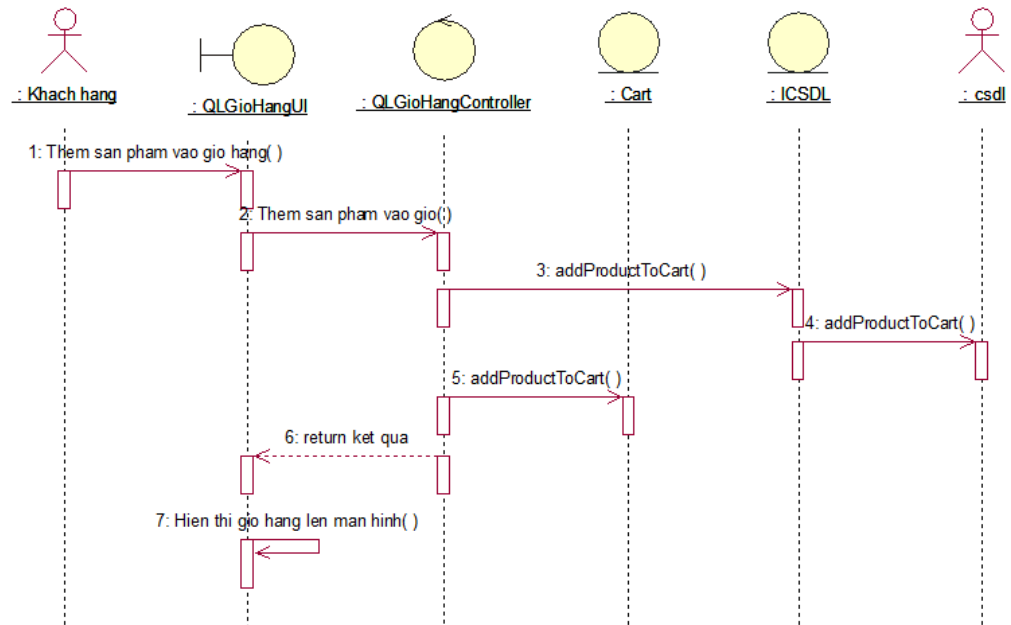 : Khach hang
: QLGioHangUI
: QLGioHangController
: Cart
: ICSDL
: csdl
1: Them san pham vao gio hang( )
2: Them san pham vao gio( )
3: addProductToCart( )
4: addProductToCart( )
5: addProductToCart( )
6: return ket qua
7: Hien thi gio hang len man hinh( )